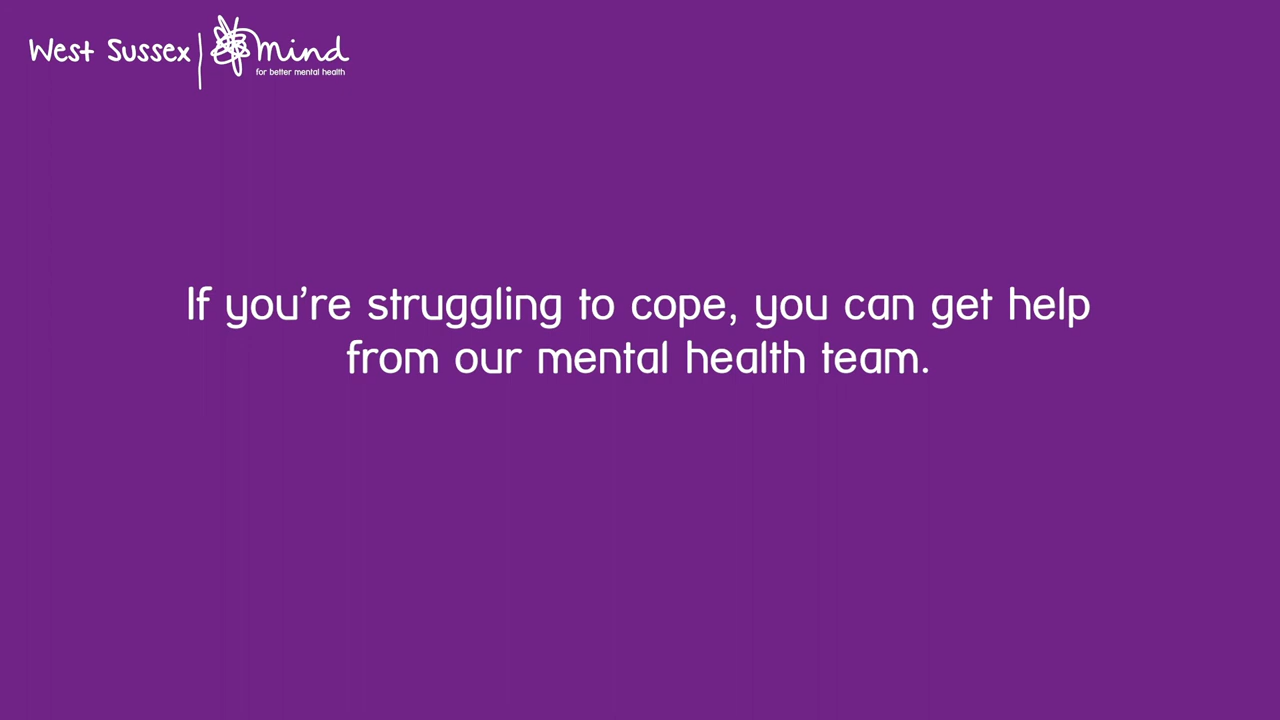 West Sussex mind
for better mental health
If you're struggling to cope, you can get help
from our mental health team.